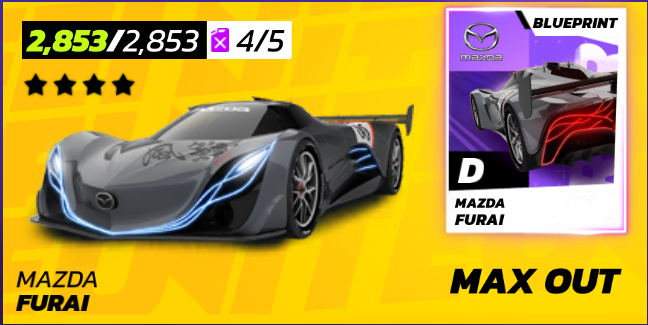 2,853/2,853 4/5
BLUEPRINT
mazDa
D
MAZDA
FURAI
MAZDA
FURAI
MAX OUT